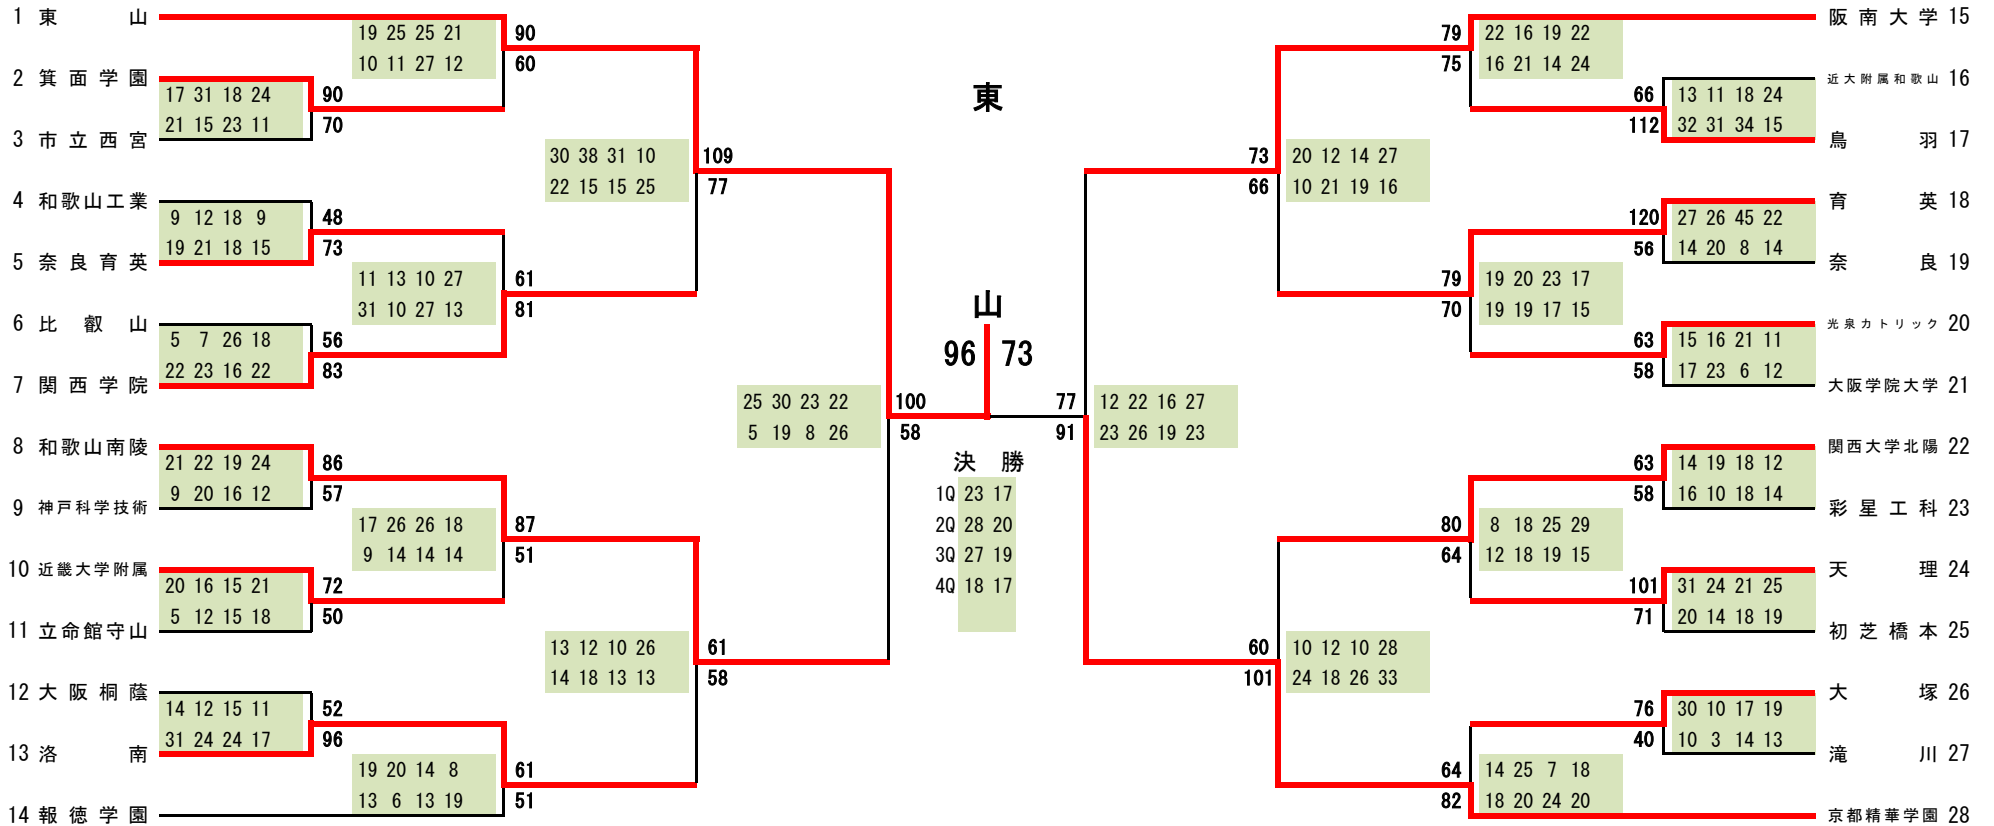 1 東山
19 25 25 21
10 11 27 12
90
60
2 箕面学園
17 31 18 24
21 15 23 11
90
70
3 市立西宮
30 38 31 10
22 15 15 25
109
77
4 和歌山工業
9 12 18 9
19 21 18 15
48
73
5 奈良育英
11 13 10 27
31 10 27 13
61
81
6 比叡山
5 7 26 18
22 23 16 22
56
83
7 関西学院
25 30 23 22
5 19 8 26
100
58
8 和歌山南陵
21 22 19 24
9 20 16 12
86
57
9 神戸科学技術
17 26 26 18
9 14 14 14
87
51
10 近畿大学附属
20 16 15 21
5 12 15 18
72
50
11 立命館守山
13 12 10 26
14 18 13 13
61
58
12 大阪桐蔭
14 12 15 11
31 24 24 17
52
96
13 洛南
19 20 14 8
13 6 13 19
61
51
14 報徳学園
東
山
96 73
決勝
1Q 23 17
2Q 28 20
3Q 27 19
4Q 18 17
阪南大学 15
79
75
22 16 19 22
16 21 14 24
近大附属和歌山 16
66
112
13 11 18 24
32 31 34 15
鳥羽 17
73
66
20 12 14 27
10 21 19 16
育英 18
120
56
27 26 45 22
14 20 8 14
奈良 19
79
70
19 20 23 17
19 19 17 15
光泉カトリック 20
63
58
15 16 21 11
17 23 6 12
大阪学院大学 21
77
91
12 22 16 27
23 26 19 23
関西大学北陽 22
63
58
14 19 18 12
16 10 18 14
彩星工科 23
80
64
8 18 25 29
12 18 19 15
天理 24
101
71
31 24 21 25
20 14 18 19
初芝橋本 25
60
101
10 12 10 28
24 18 26 33
大塚 26
76
40
30 10 17 19
10 3 14 13
滝川 27
64
82
14 25 7 18
18 20 24 20
京都精華学園 28